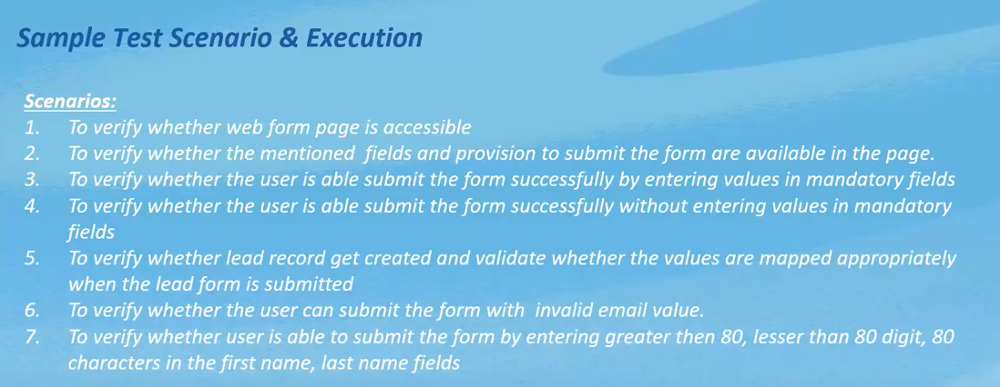 Sample Test Scenario & Execution
Scenarios:
1. To verify whether web form page is accessible
2. To verify whether the mentioned fields and provision to submit the form are available in the page.
3. To verify whether the user is able submit the form successfully by entering values in mandatory fields
4. To verify whether the user is able submit the form successfully without entering values in mandatory
fields
5. To verify whether lead record get created and validate whether the values are mapped appropriately
when the lead form is submitted
6. To verify whether the user can submit the form with invalid email value.
7. To verify whether user is able to submit the form by entering greater then 80, lesser than 80 digit, 80
characters in the first name, last name fields